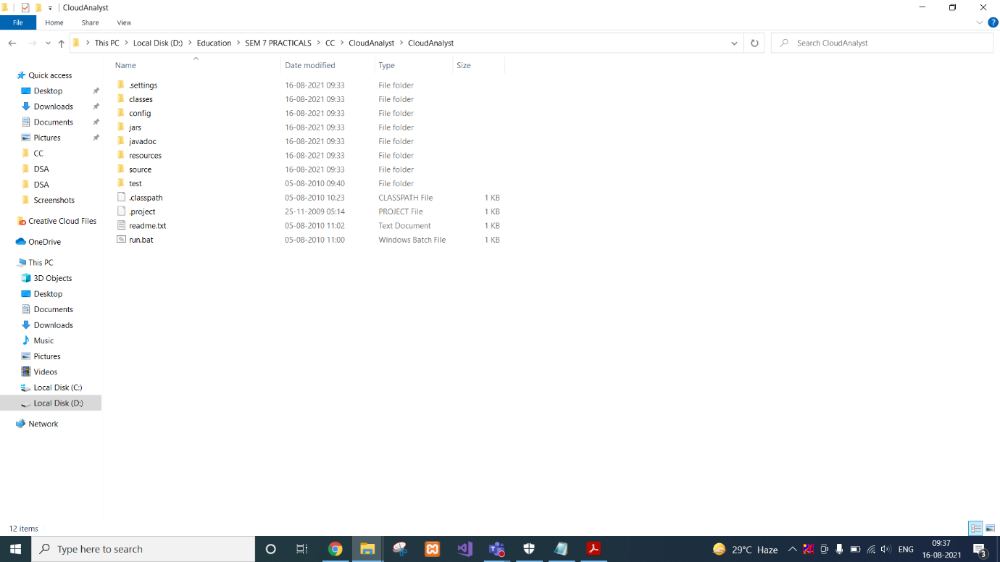 CloudAnalyst
File Home Share View
This PC Local Disk (D:) Education SEM 7 PRACTICALS CC CloudAnalyst CloudAnalyst
Search CloudAnalyst
Quick access
Desktop
Downloads
Documents
Pictures
CC
DSA
DSA
Screenshots
Creative Cloud Files
OneDrive
This PC
3D Objects
Desktop
Documents
Downloads
Music
Pictures
Videos
Local Disk (C:)
Local Disk (D:)
Network
Name Date modified Type Size
.settings 16-08-2021 09:33 File folder
classes 16-08-2021 09:33 File folder
config 16-08-2021 09:33 File folder
jars 16-08-2021 09:33 File folder
javadoc 16-08-2021 09:33 File folder
resources 16-08-2021 09:33 File folder
source 16-08-2021 09:33 File folder
test 05-08-2010 09:40 File folder
.classpath 05-08-2010 10:23 CLASSPATH File 1 KB
.project 25-11-2009 05:14 PROJECT File 1 KB
readme.txt 05-08-2010 11:02 Text Document 1 KB
run.bat 05-08-2010 11:00 Windows Batch File 1 KB
12 items
Type here to search
29°C Haze
ENG
09:37
16-08-2021
3